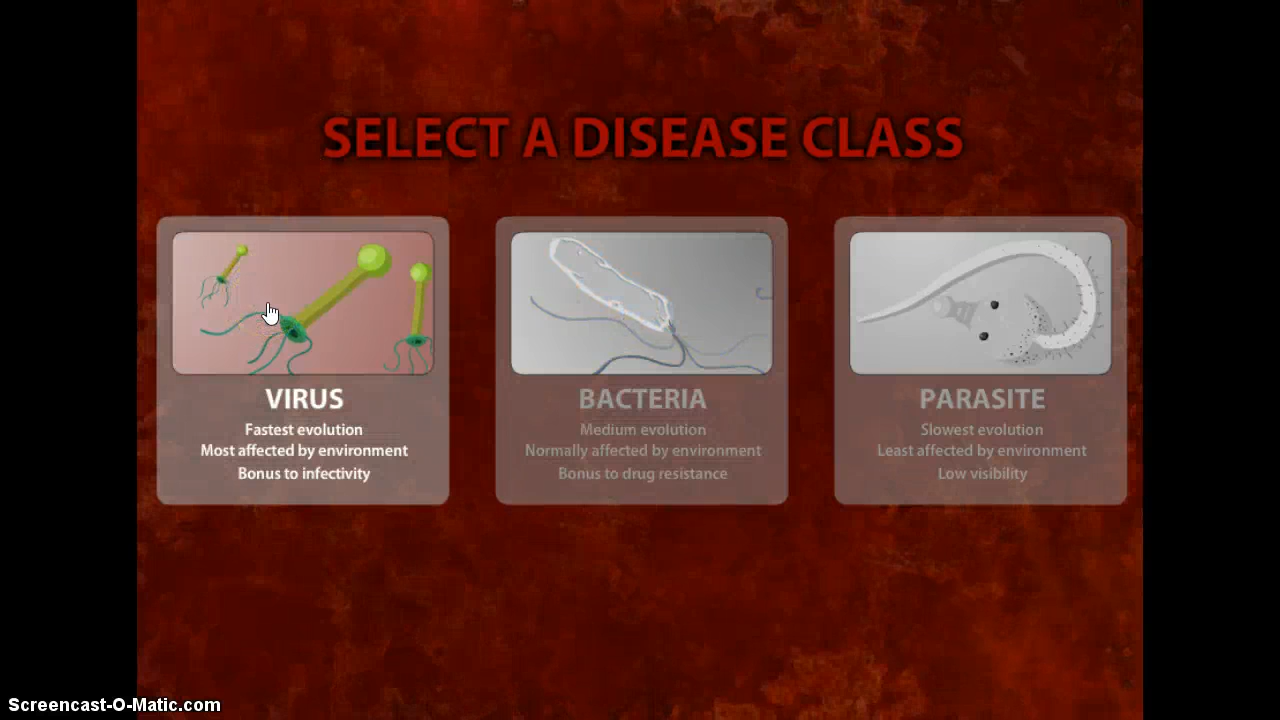 SELECT A DISEASE CLASS
VIRUS
Fastest evolution
Most affected by environment
Bonus to infectivity
BACTERIA
Medium evolution
Normally affected by environment
Bonus to drug resistance
PARASITE
Slowest evolution
Least affected by environment
Low visibility
Screencast-O-Matic.com